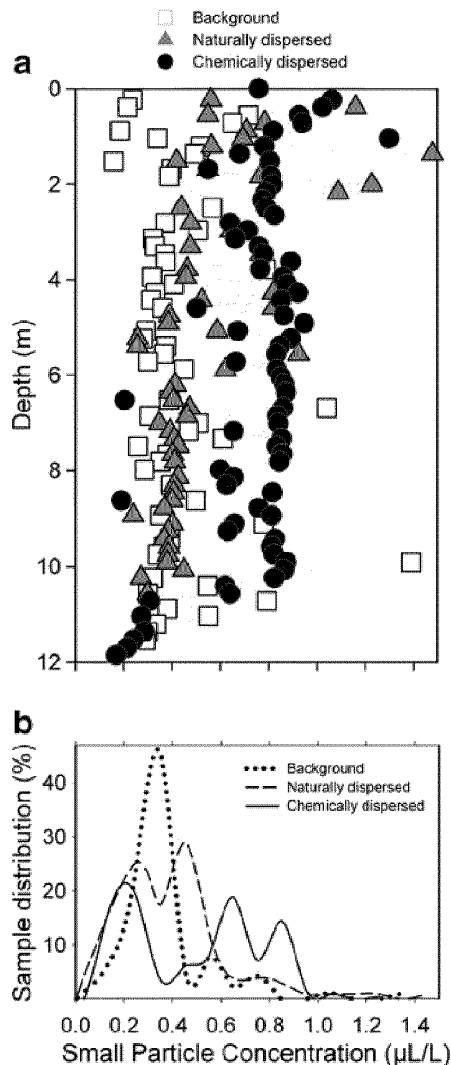 Background
Naturally dispersed
Chemically dispersed
a
0
2
4
6
8
10
12
Depth (m)
b
Background
Naturally dispersed
Chemically dispersed
40
30
20
10
Sample distribution (%)
0.0 0.2 0.4 0.6 0.8 1.0 1.2 1.4
Small Particle Concentration (µL/L)